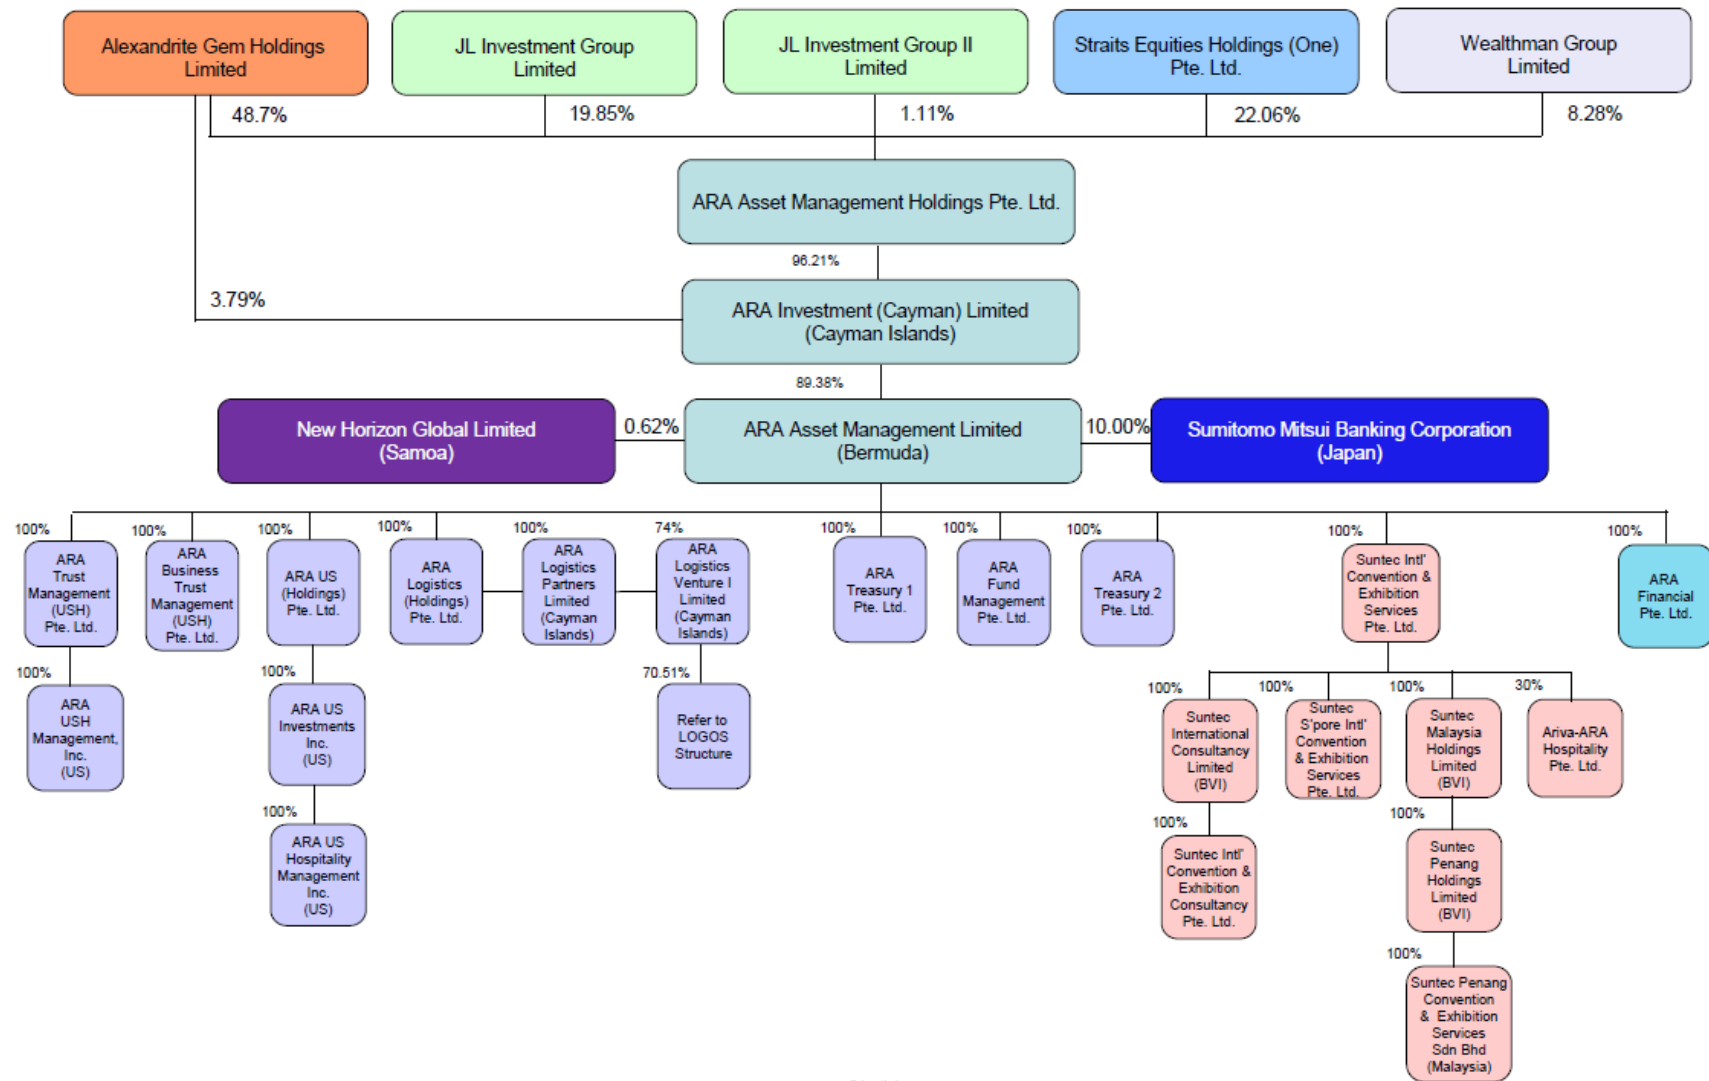 Alexandrite Gem Holdings
Limited
JL Investment Group
Limited
JL Investment Group II
Limited
Straits Equities Holdings (One)
Pte. Ltd.
Wealthman Group
Limited
48.7%
19.85%
1.11%
22.06%
8.28%
ARA Asset Management Holdings Pte. Ltd.
96.21%
3.79%
ARA Investment (Cayman) Limited
(Cayman Islands)
89.38%
New Horizon Global Limited
(Samoa)
0.62%
ARA Asset Management Limited
(Bermuda)
10.00%
Sumitomo Mitsui Banking Corporation
(Japan)
100%
ARA
Trust
Management
(USH)
Pte. Ltd.
100%
ARA
Business
Trust
Management
(USH)
Pte. Ltd.
100%
ARA US
(Holdings)
Pte. Ltd.
100%
ARA
Logistics
(Holdings)
Pte. Ltd.
100%
ARA
Logistics
Partners
Limited
(Cayman
Islands)
74%
ARA
Logistics
Venture I
Limited
(Cayman
Islands)
100%
ARA
Treasury 1
Pte. Ltd.
100%
ARA
Fund
Management
Pte. Ltd.
100%
ARA
Treasury 2
Pte. Ltd.
100%
Suntec Intl'
Convention &
Exhibition
Services
Pte. Ltd.
100%
ARA
Financial
Pte. Ltd.
100%
ARA
USH
Management,
Inc.
(US)
100%
ARA US
Investments
Inc.
(US)
70.51%
Refer to
LOGOS
Structure
100%
Suntec
International
Consultancy
Limited
(BVI)
100%
Suntec
S'pore Intl'
Convention
& Exhibition
Services
Pte. Ltd.
100%
Suntec
Malaysia
Holdings
Limited
(BVI)
30%
Ariva-ARA
Hospitality
Pte. Ltd.
100%
ARA US
Hospitality
Management
Inc.
(US)
100%
Suntec Intl'
Convention &
Exhibition
Consultancy
Pte. Ltd.
100%
Suntec
Penang
Holdings
Limited
(BVI)
100%
Suntec Penang
Convention
& Exhibition
Services
Sdn Bhd
(Malaysia)